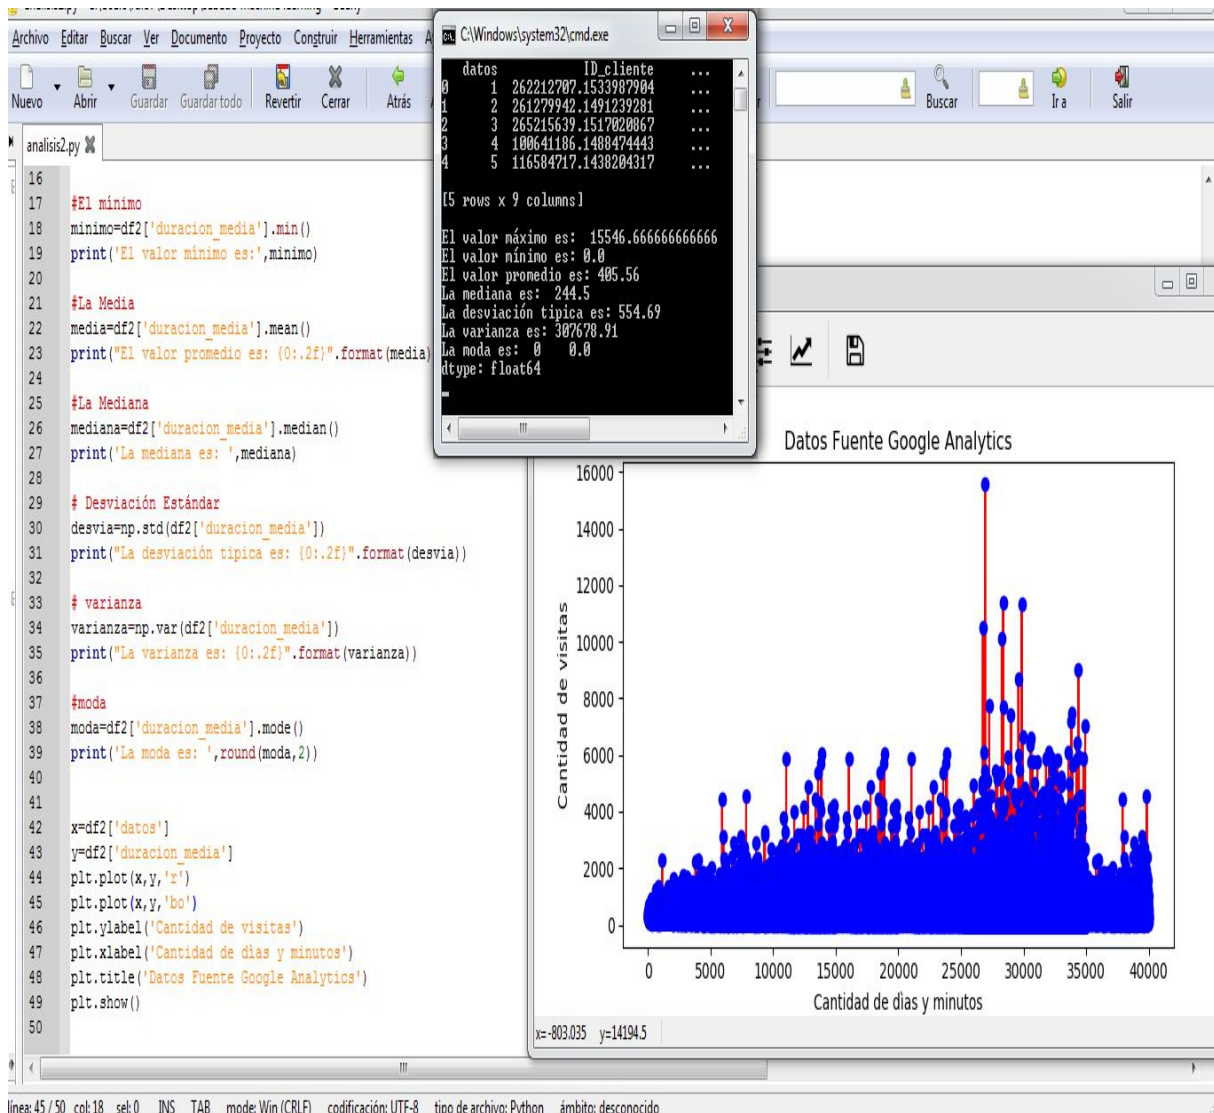 Archivo Editar Buscar Ver Documento Proyecto Construir Herramientas
Nuevo Abrir Guardar Guardar todo Revertir Cerrar Atrás Buscar Ir a Salir
analisis2.py
16
17 #El mínimo
18 minimo=df2['duracion_media'].min()
19 print('El valor mínimo es:',minimo)
20
21 #La Media
22 media=df2['duracion_media'].mean()
23 print("El valor promedio es: {0:.2f}".format(media)
24
25 #La Mediana
26 mediana=df2['duracion_media'].median()
27 print('La mediana es: ',mediana)
28
29 # Desviación Estándar
30 desvia=np.std(df2['duracion_media'])
31 print("La desviación tipica es: {0:.2f}".format(desvia))
32
33 # varianza
34 varianza=np.var(df2['duracion_media'])
35 print("La varianza es: {0:.2f}".format(varianza))
36
37 #moda
38 moda=df2['duracion_media'].mode()
39 print('La moda es: ',round(moda,2))
40
41
42 x=df2['datos']
43 y=df2['duracion_media']
44 plt.plot(x,y,'r')
45 plt.plot(x,y,'bo')
46 plt.ylabel('Cantidad de visitas')
47 plt.xlabel('Cantidad de dìas y minutos')
48 plt.title('Datos Fuente Google Analytics')
49 plt.show()
50
C:\Windows\system32\cmd.exe
datos ID_cliente ...
0 1 262212707.1533987904 ...
1 2 261279942.1491239281 ...
2 3 265215639.1517020867 ...
3 4 100641186.1488474443 ...
4 5 116584717.1438204317 ...
[5 rows x 9 columns]
El valor máximo es: 15546.666666666666
El valor mínimo es: 0.0
El valor promedio es: 405.56
La mediana es: 244.5
La desviación tipica es: 554.69
La varianza es: 307678.91
La moda es: 0 0.0
dtype: float64
Datos Fuente Google Analytics
Cantidad de visitas
16000
14000
12000
10000
8000
6000
4000
2000
0
0 5000 10000 15000 20000 25000 30000 35000 40000
Cantidad de dìas y minutos
x=-803.035 y=14194.5
línea: 45 / 50 col: 18 sel: 0 INS TAB mode: Win (CRLF) codificación: UTF-8 tipo de archivo: Python ámbito: desconocido